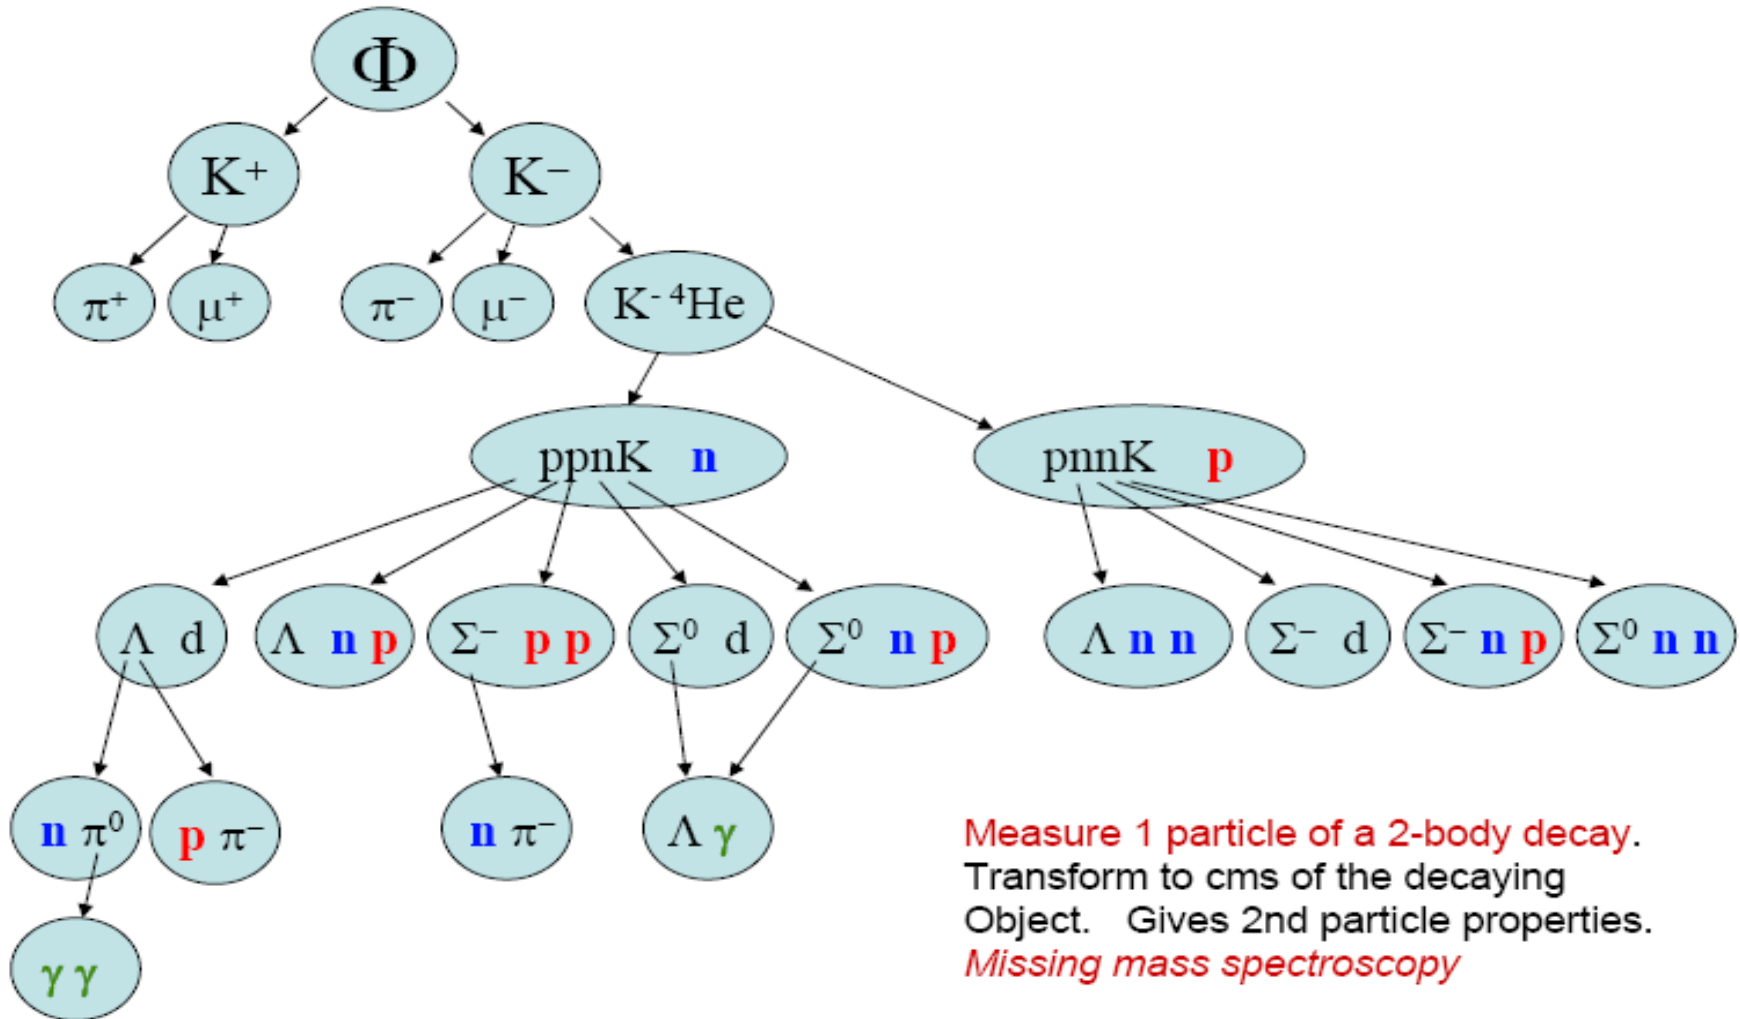 Φ
K⁺ K⁻
π⁺ μ⁺ π⁻ μ⁻ K⁻ ⁴He
ppnK n pnnK p
Λ d Λ n p Σ⁻ p p Σ⁰ d Σ⁰ n p Λ n n Σ⁻ d Σ⁻ n p Σ⁰ n n
n π⁰ p π⁻ n π⁻ Λ γ
γ γ
Measure 1 particle of a 2-body decay.
Transform to cms of the decaying
Object. Gives 2nd particle properties.
Missing mass spectroscopy